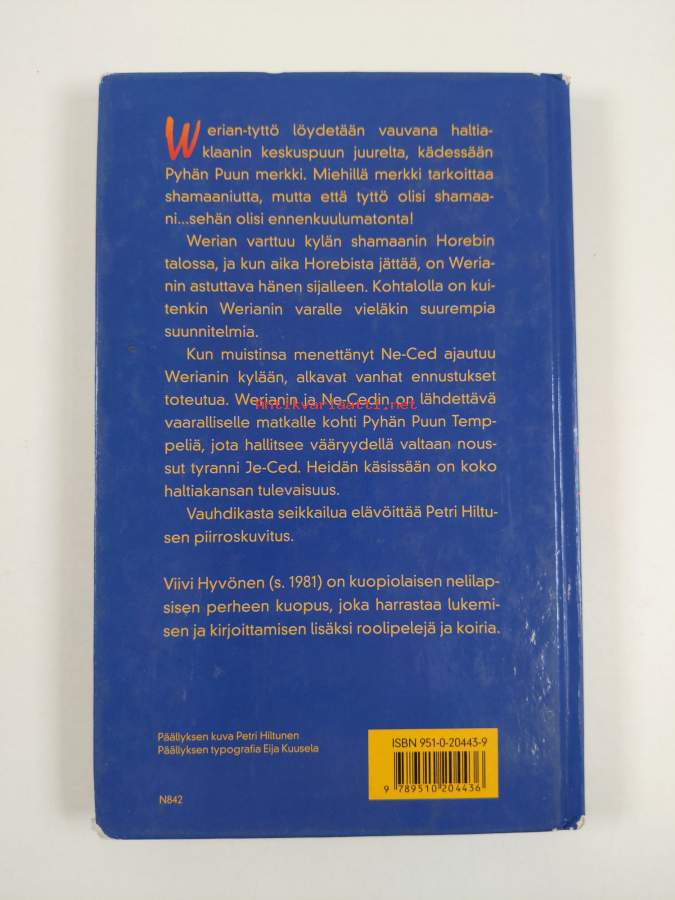 Werian-tyttö löydetään vauvana haltia-
klaanin keskuspuun juurelta, kädessään
Pyhän Puun merkki. Miehillä merkki tarkoittaa
shamaaniutta, mutta että tyttö olisi shamaa-
ni...sehän olisi ennenkuulumatonta!
Werian varttuu kylän shamaanin Horebin
talossa, ja kun aika Horebista jättää, on Weria-
nin astuttava hänen sijalleen. Kohtalolla on kui-
tenkin Werianin varalle vieläkin suurempia
suunnitelmia.
Kun muistinsa menettänyt Ne-Ced ajautuu
Werianin kylään, alkavat vanhat ennustukset
toteutua. Werianin ja Ne-Cedin on lähdettävä
Antikvariaatti.net
vaaralliselle matkalle kohti Pyhän Puun Temp-
peliä, jota hallitsee vääryydellä valtaan nous-
sut tyranni Je-Ced. Heidän käsissään on koko
haltiakansan tulevaisuus.
Vauhdikasta seikkailua elävöittää Petri Hiltu-
sen piirroskuvitus.
Viivi Hyvönen (s. 1981) on kuopiolaisen nelilap-
sisen perheen kuopus, joka harrastaa lukemi-
sen ja kirjoittamisen lisäksi roolipelejä ja koiria.
Päällyksen kuva Petri Hiltunen
Päällyksen typografia Eija Kuusela
N842
ISBN 951-0-20443-9
9 789510 204436